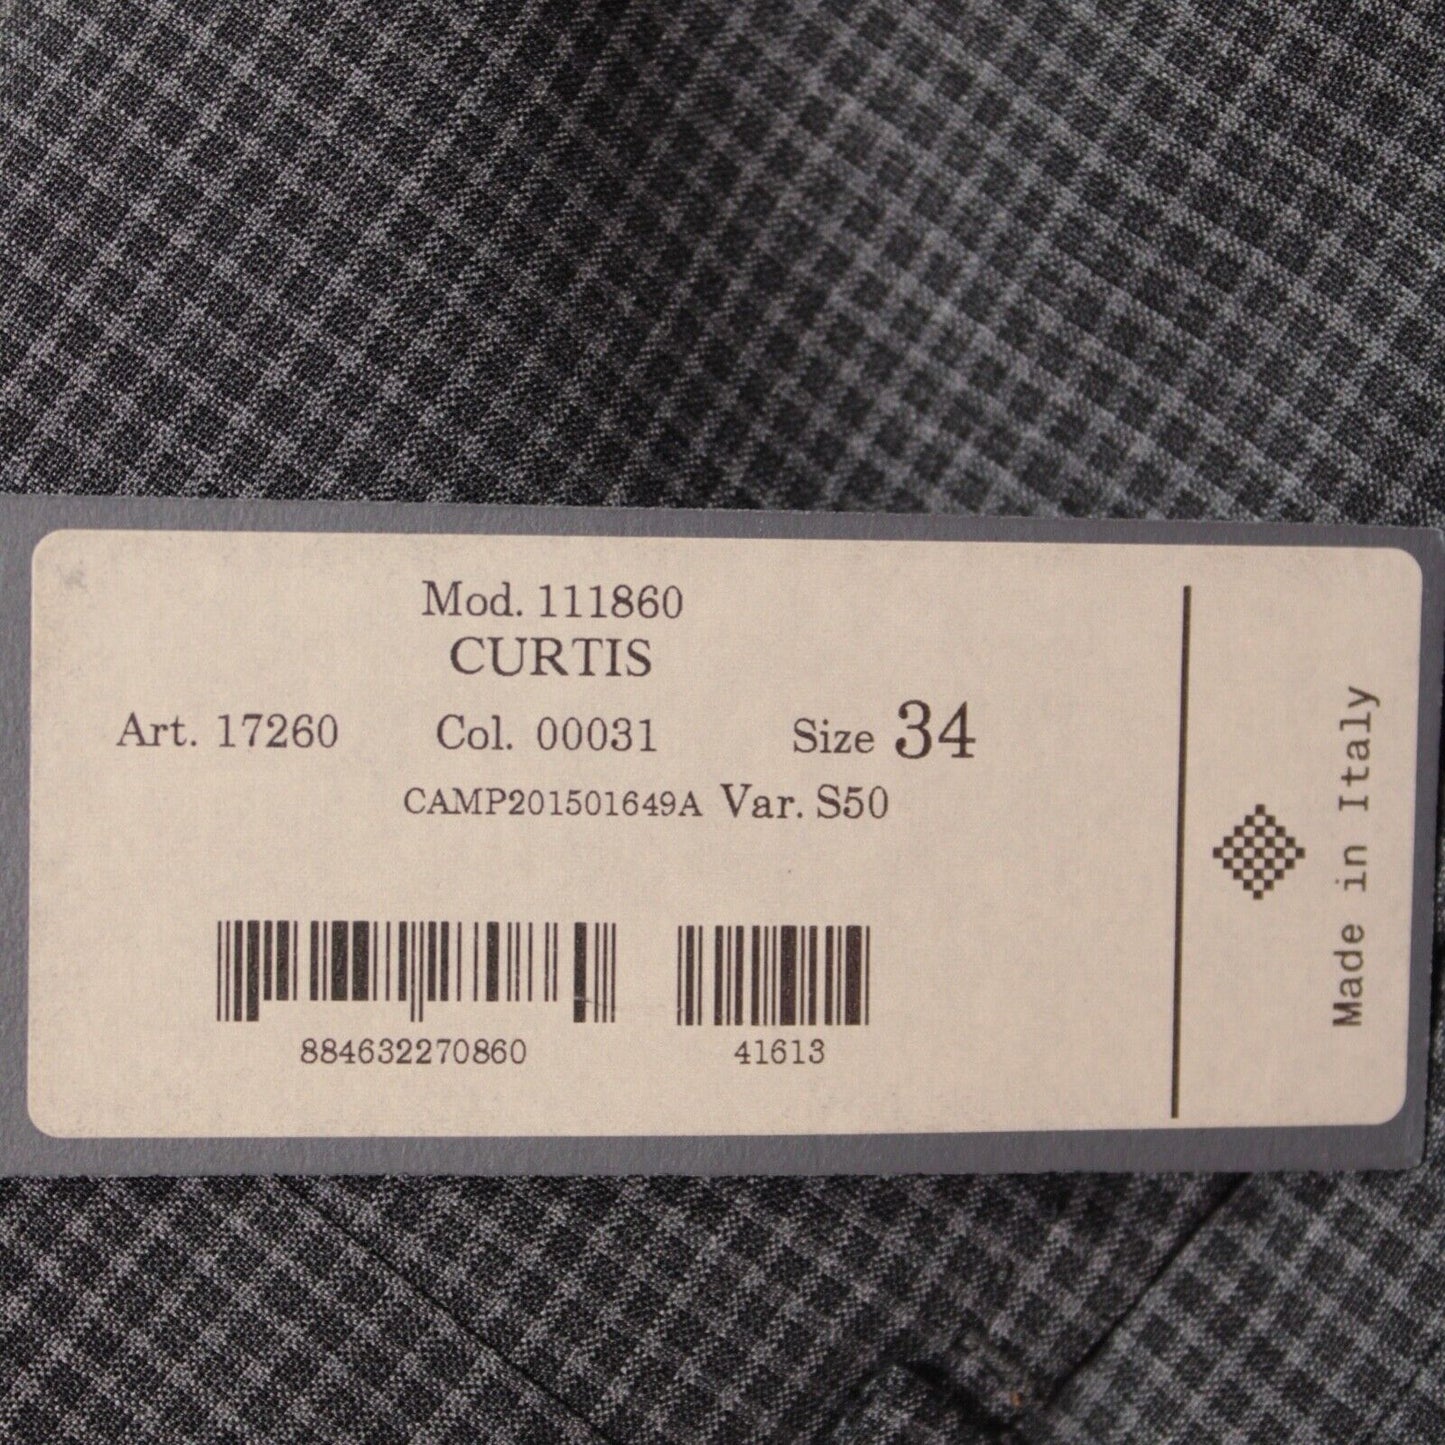 Mod. 111860
CURTIS
Art. 17260 Col. 00031 Size 34
CAMP201501649A Var. S50
884632270860 41613
Made in Italy